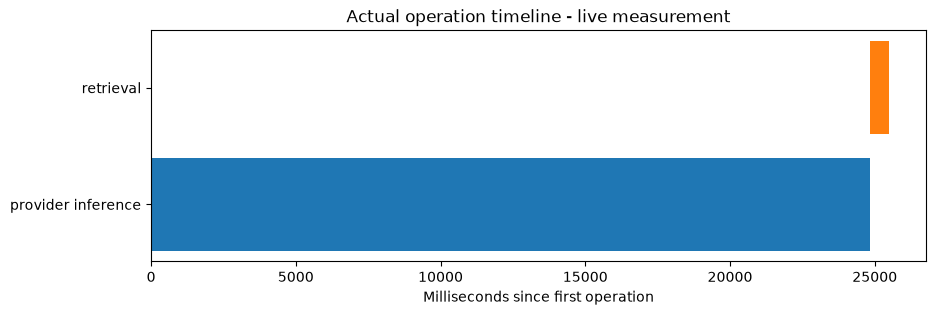 Actual operation timeline - live measurement
retrieval
provider inference
0 5000 10000 15000 20000 25000
Milliseconds since first operation